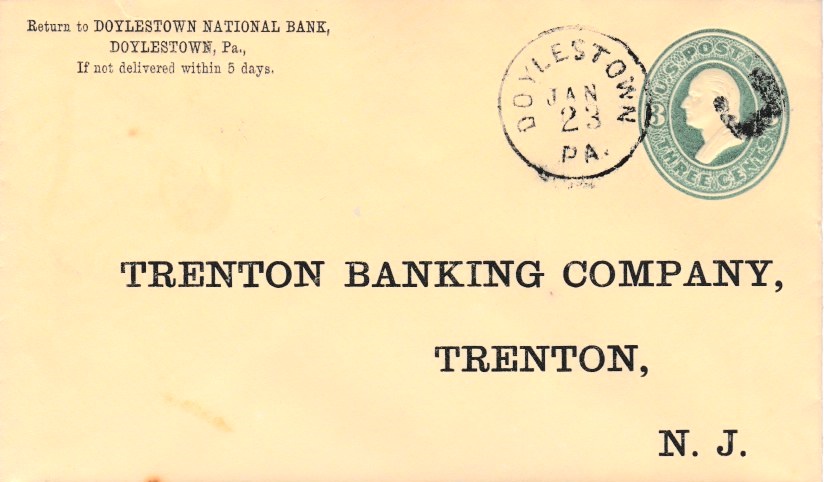 Return to DOYLESTOWN NATIONAL BANK,
DOYLESTOWN, Pa.,
If not delivered within 5 days.
DOYLESTOWN
JAN
23
PA.
U.S. POSTAGE
3
THREE CENTS
TRENTON BANKING COMPANY,
TRENTON,
N. J.